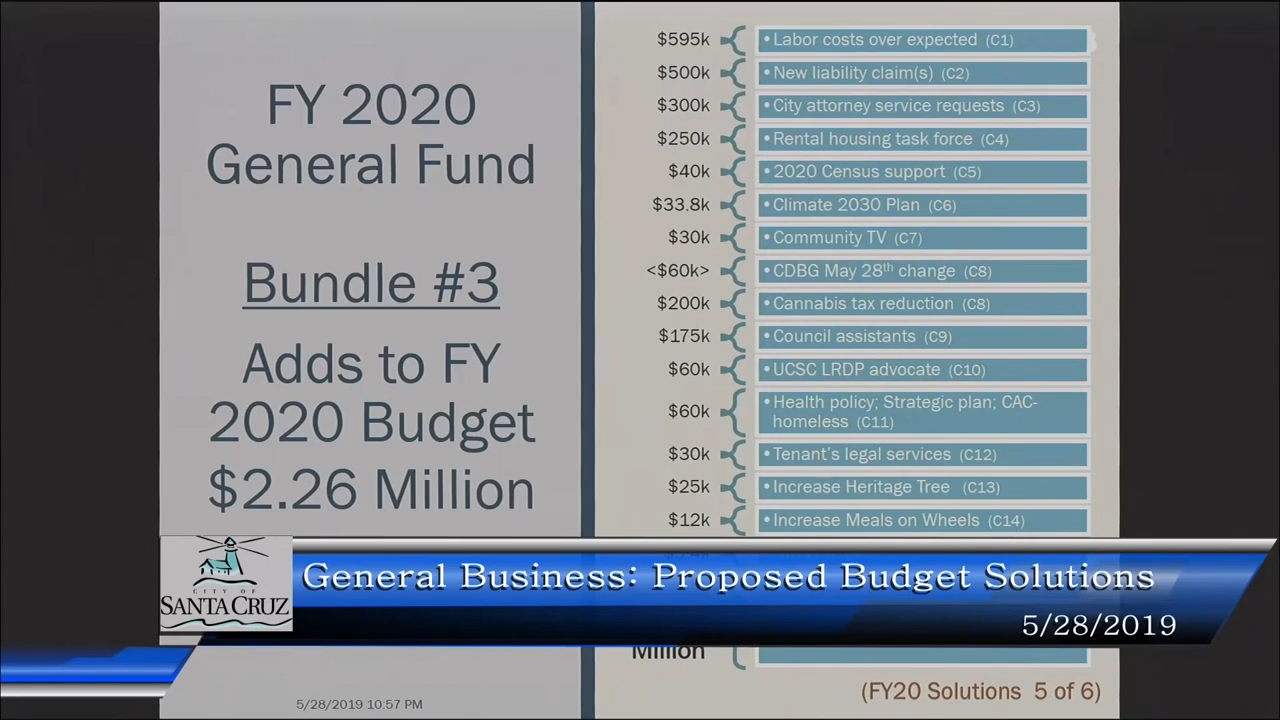 FY 2020
General Fund
Bundle #3
Adds to FY
2020 Budget
$2.26 Million
$595k • Labor costs over expected (C1)
$500k • New liability claim(s) (C2)
$300k • City attorney service requests (C3)
$250k • Rental housing task force (C4)
$40k • 2020 Census support (C5)
$33.8k • Climate 2030 Plan (C6)
$30k • Community TV (C7)
<$60k> • CDBG May 28th change (C8)
$200k • Cannabis tax reduction (C8)
$175k • Council assistants (C9)
$60k • UCSC LRDP advocate (C10)
$60k • Health policy; Strategic plan; CAC-
homeless (C11)
$30k • Tenant's legal services (C12)
$25k • Increase Heritage Tree (C13)
$12k • Increase Meals on Wheels (C14)
CITY OF
SANTA CRUZ
General Business: Proposed Budget Solutions
5/28/2019
Million
(FY20 Solutions 5 of 6)
5/28/2019 10:57 PM